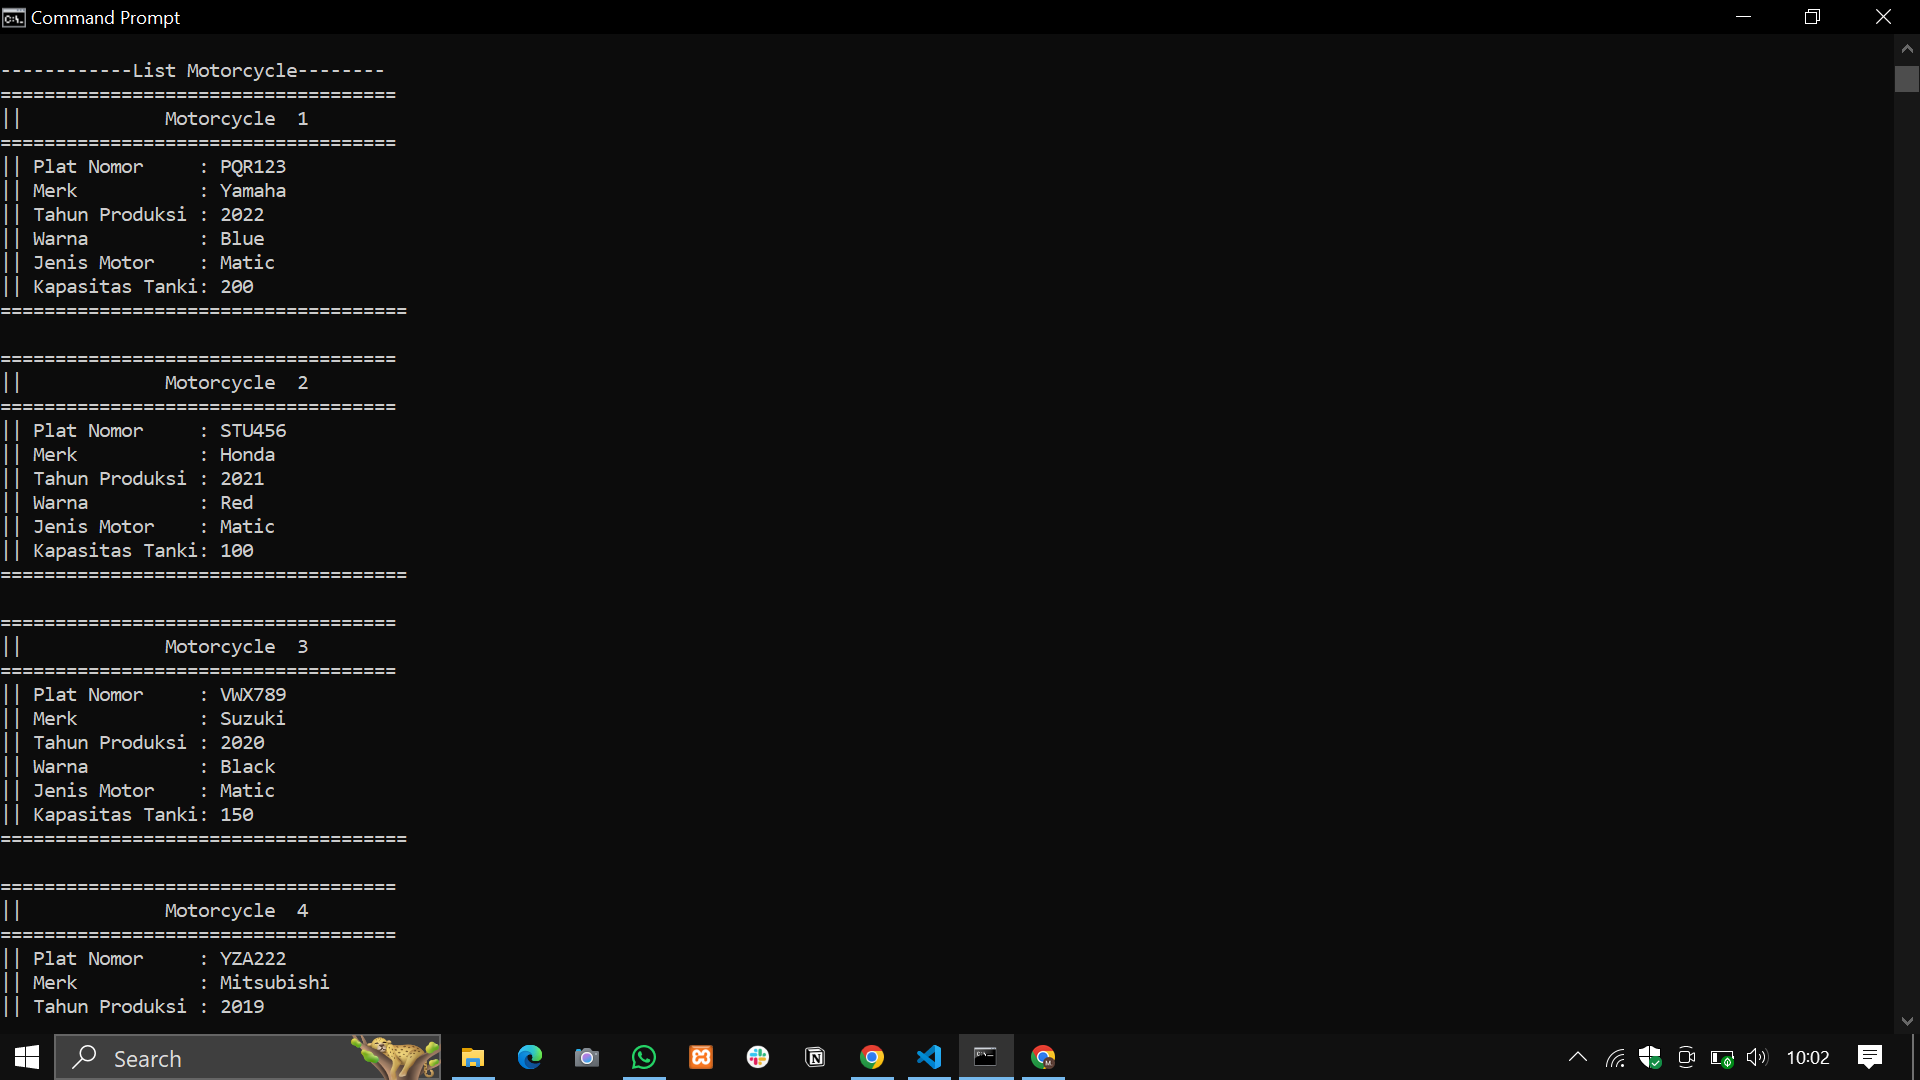 Command Prompt
------------List Motorcycle--------
====================================
||             Motorcycle  1
====================================
|| Plat Nomor     : PQR123
|| Merk           : Yamaha
|| Tahun Produksi : 2022
|| Warna          : Blue
|| Jenis Motor    : Matic
|| Kapasitas Tanki: 200
=====================================
====================================
||             Motorcycle  2
====================================
|| Plat Nomor     : STU456
|| Merk           : Honda
|| Tahun Produksi : 2021
|| Warna          : Red
|| Jenis Motor    : Matic
|| Kapasitas Tanki: 100
=====================================
====================================
||             Motorcycle  3
====================================
|| Plat Nomor     : VWX789
|| Merk           : Suzuki
|| Tahun Produksi : 2020
|| Warna          : Black
|| Jenis Motor    : Matic
|| Kapasitas Tanki: 150
=====================================
====================================
||             Motorcycle  4
====================================
|| Plat Nomor     : YZA222
|| Merk           : Mitsubishi
|| Tahun Produksi : 2019
Search
10:02